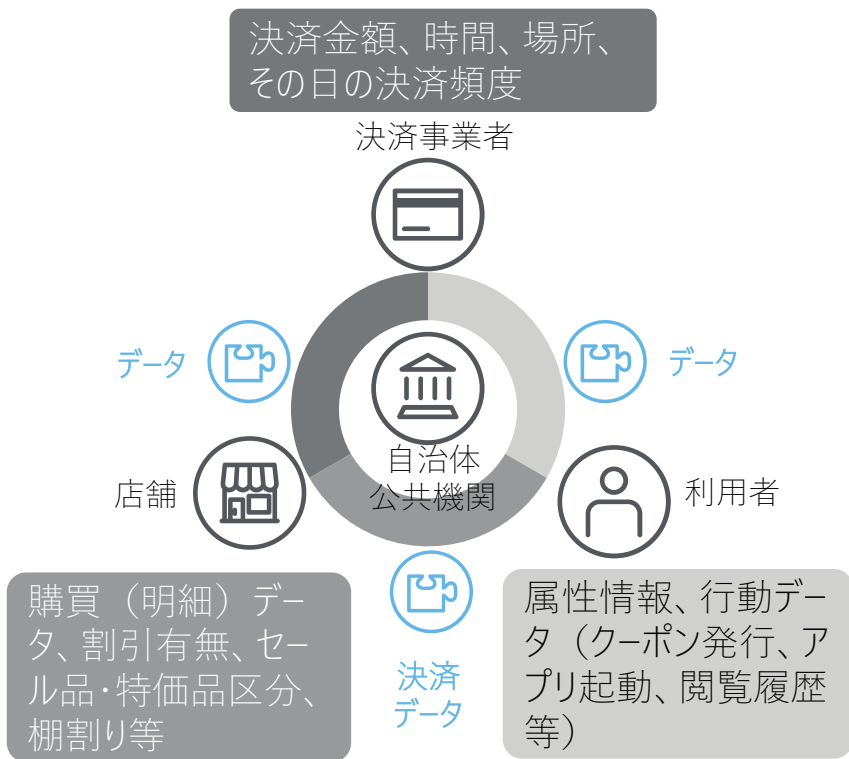 決済金額、時間、場所、
その日の決済頻度
決済事業者
データ
データ
自治体
公共機関
店舗
利用者
購買（明細）デー
タ、割引有無、セー
ル品・特価品区分、
棚割り等
決済
データ
属性情報、行動デー
タ（クーポン発行、ア
プリ起動、閲覧履歴
等）